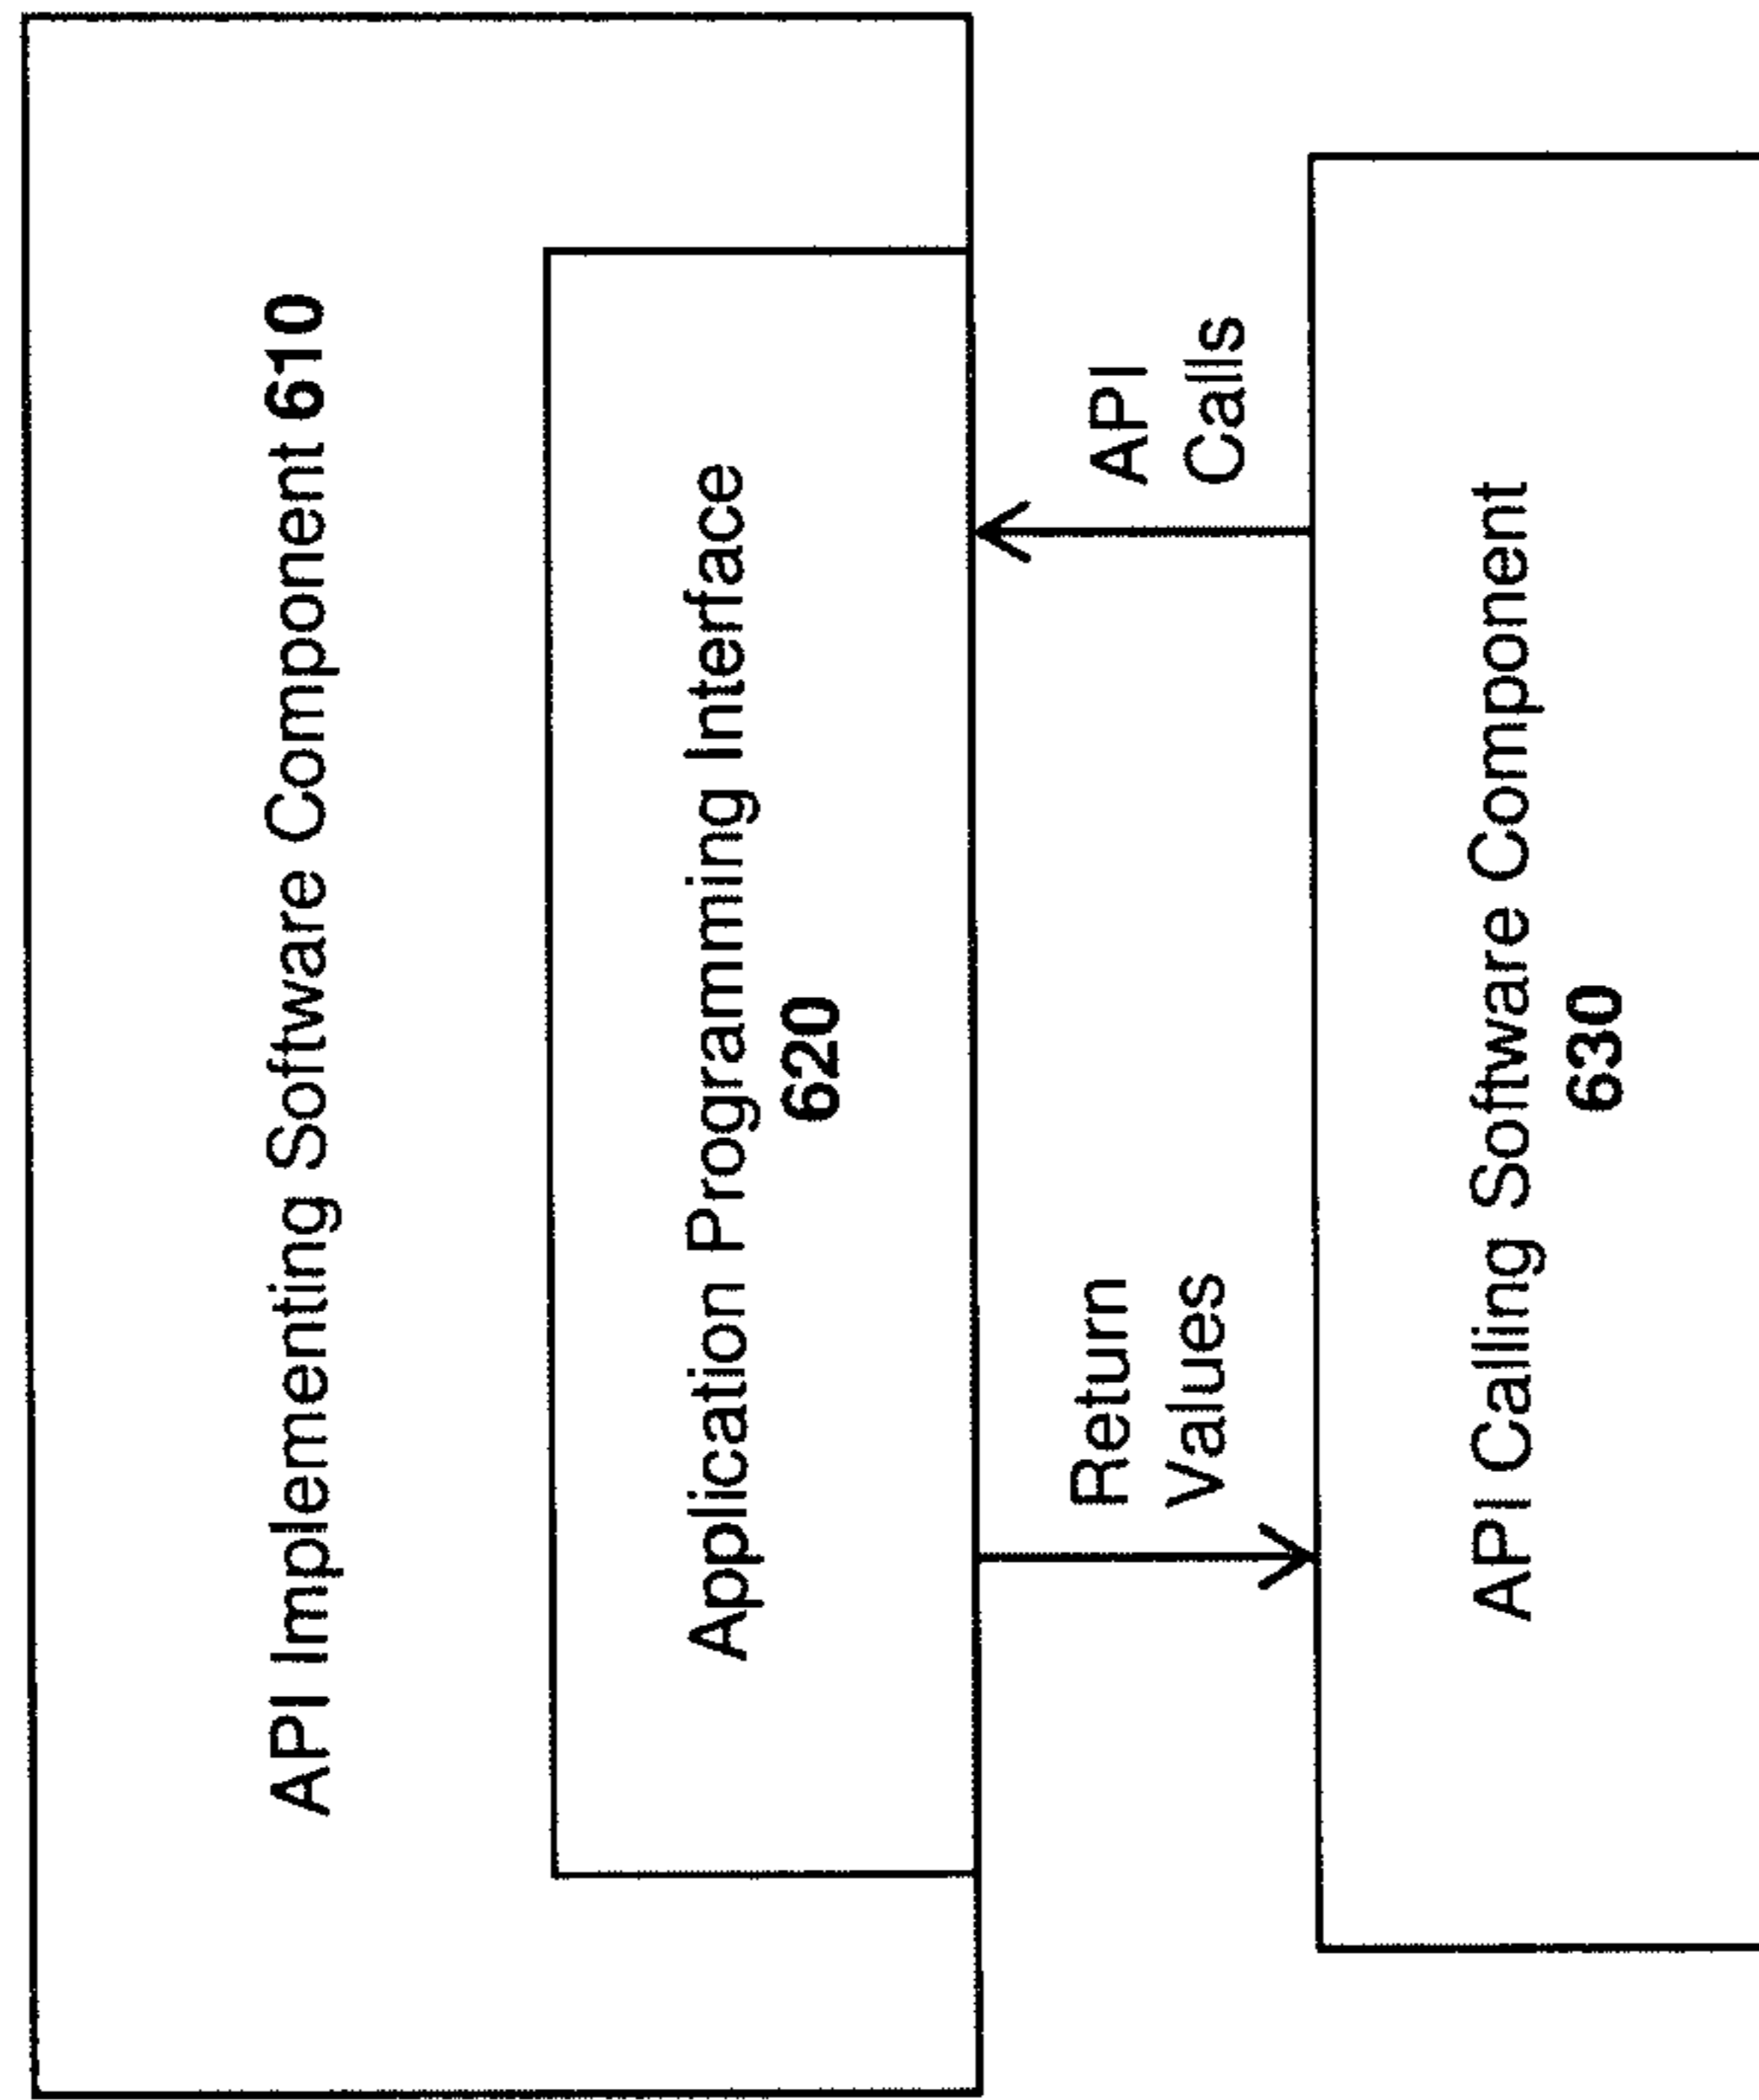 API Implementing Software Component 610
Application Programming Interface
620
Return
Values
API
Calls
API Calling Software Component
630